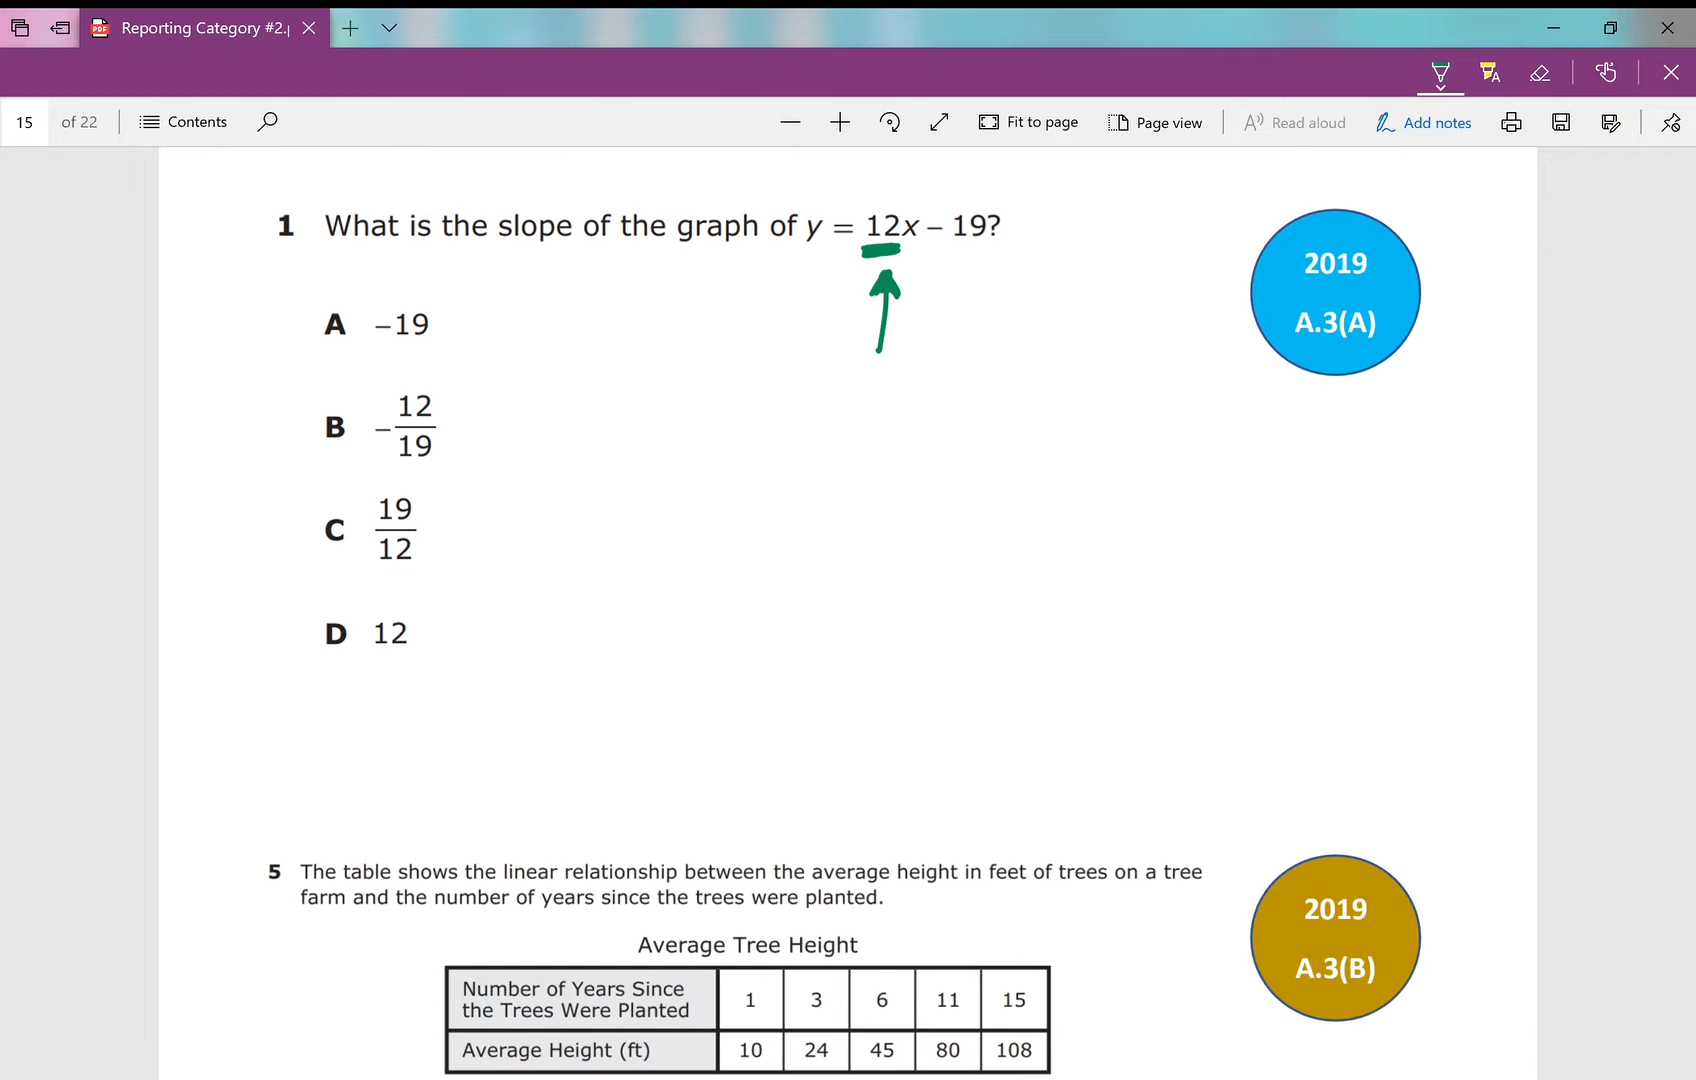 Reporting Category #2.p
15 of 22 Contents Fit to page Page view Read aloud Add notes
1 What is the slope of the graph of y = 12x – 19?
A –19
B –12/19
C 19/12
D 12
2019
A.3(A)
5 The table shows the linear relationship between the average height in feet of trees on a tree
farm and the number of years since the trees were planted.
Average Tree Height
Number of Years Since
the Trees Were Planted 1 3 6 11 15
Average Height (ft) 10 24 45 80 108
2019
A.3(B)